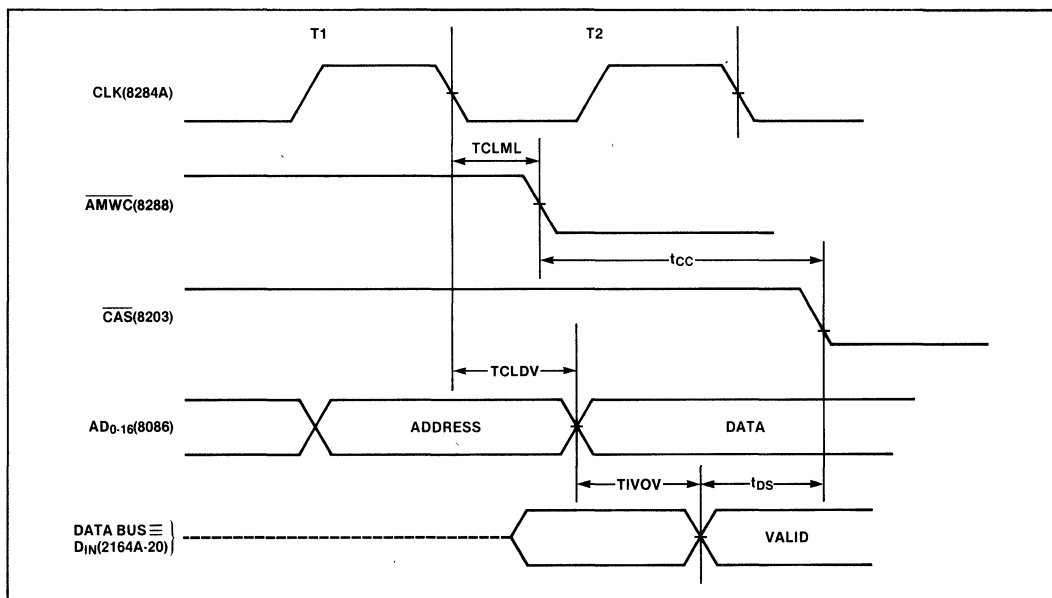 T1 T2
CLK(8284A)
TCLML
AMWC(8288)
tCC
CAS(8203)
TCLDV
AD0-16(8086) ADDRESS DATA
TIVOV tDS
DATA BUS ≡
DIN(2164A-20) } VALID